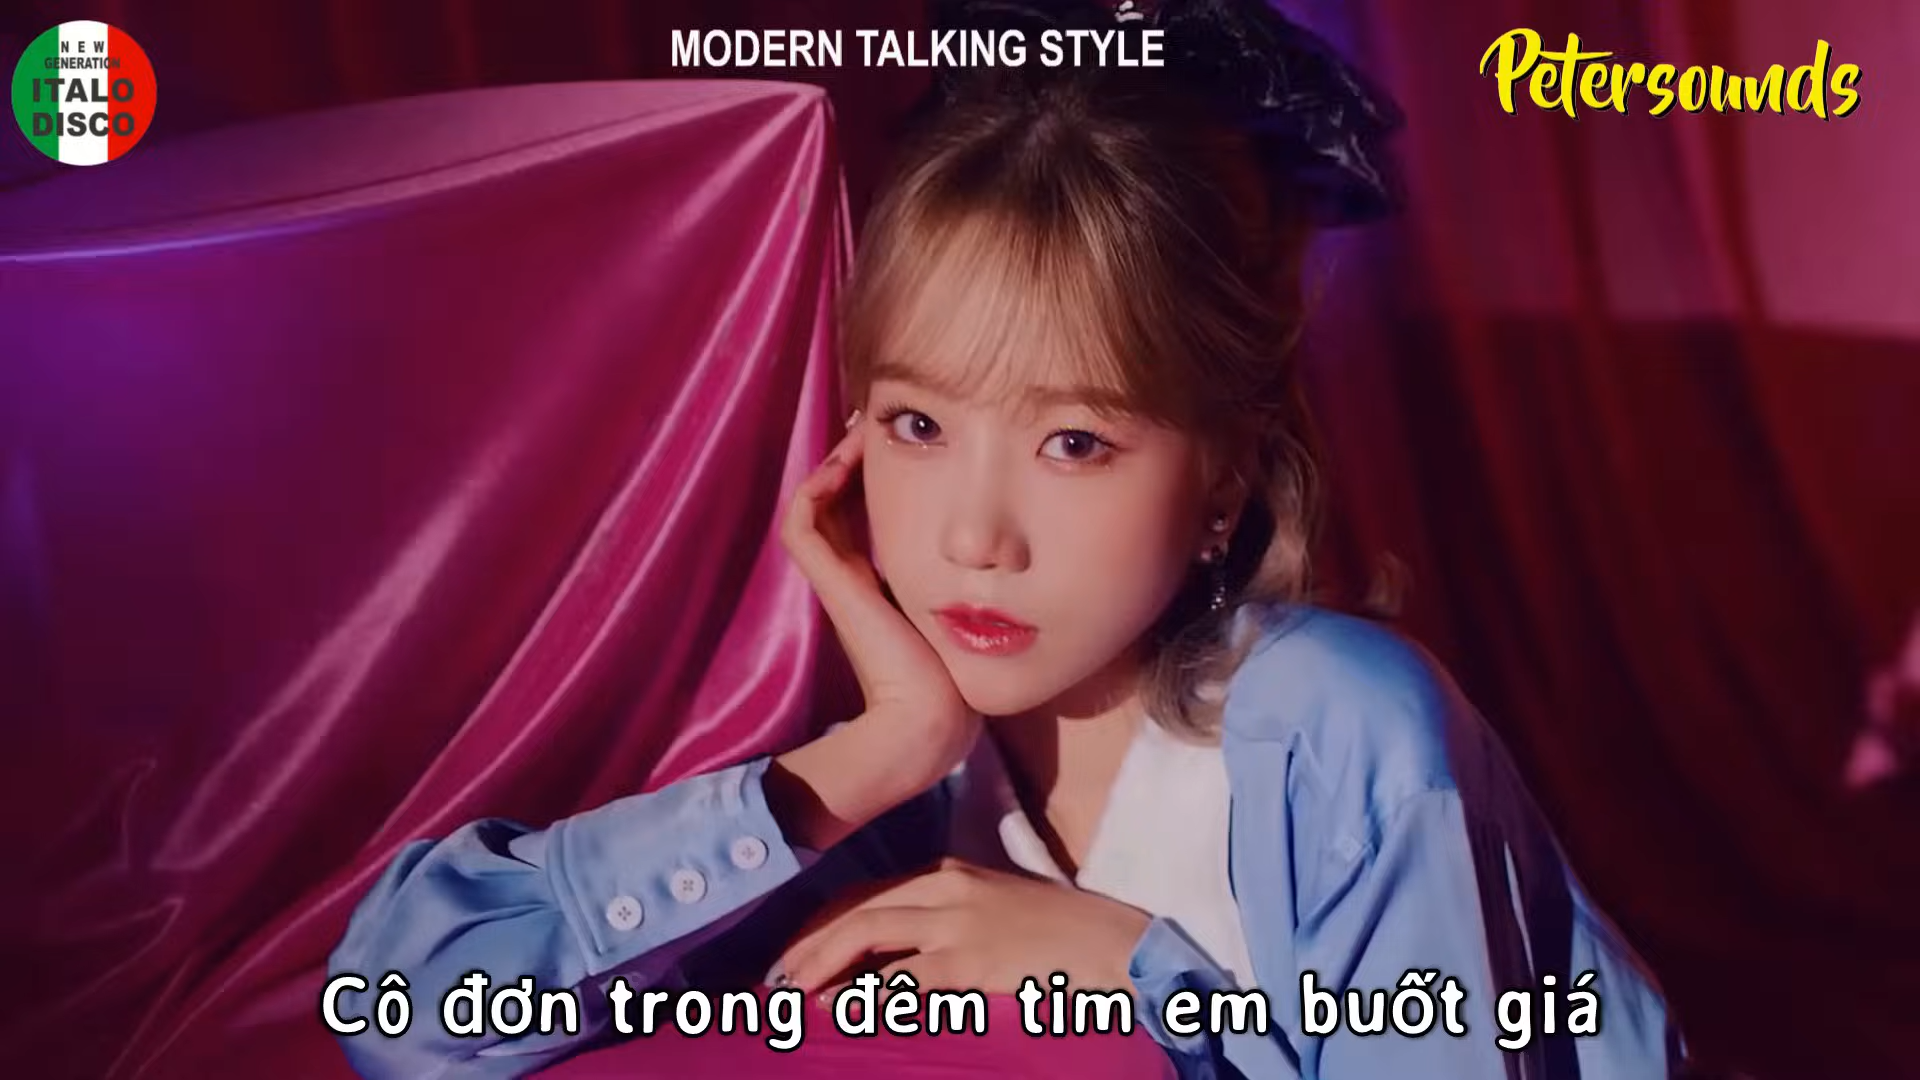 NEW
GENERATION
ITALO
DISCO
MODERN TALKING STYLE
Petersounds
Cô đơn trong đêm tim em buốt giá